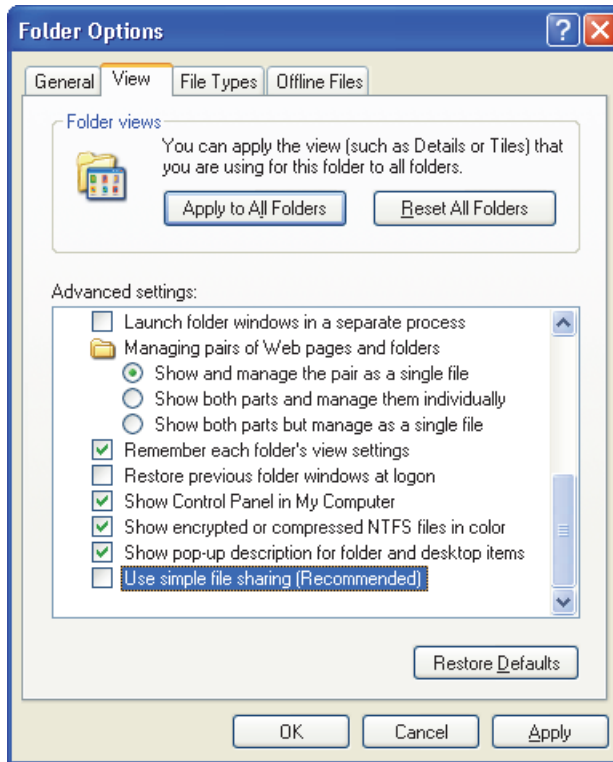 Folder Options
General View File Types Offline Files
Folder views
You can apply the view (such as Details or Tiles) that
you are using for this folder to all folders.
Apply to All Folders Reset All Folders
Advanced settings:
Launch folder windows in a separate process
Managing pairs of Web pages and folders
Show and manage the pair as a single file
Show both parts and manage them individually
Show both parts but manage as a single file
Remember each folder's view settings
Restore previous folder windows at logon
Show Control Panel in My Computer
Show encrypted or compressed NTFS files in color
Show pop-up description for folder and desktop items
Use simple file sharing (Recommended)
Restore Defaults
OK Cancel Apply